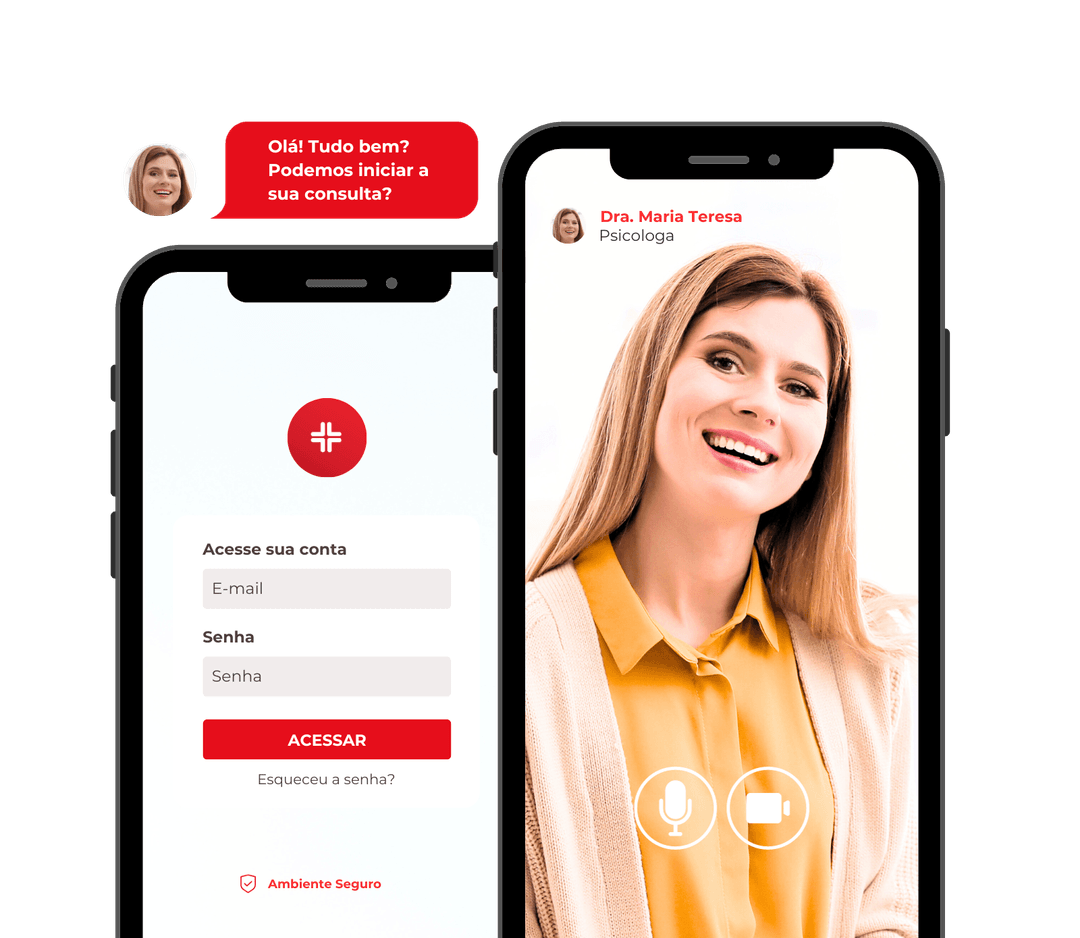 Olá! Tudo bem?
Podemos iniciar a
sua consulta?
Dra. Maria Teresa
Psicologa
Acesse sua conta
E-mail
Senha
Senha
ACESSAR
Esqueceu a senha?
Ambiente Seguro